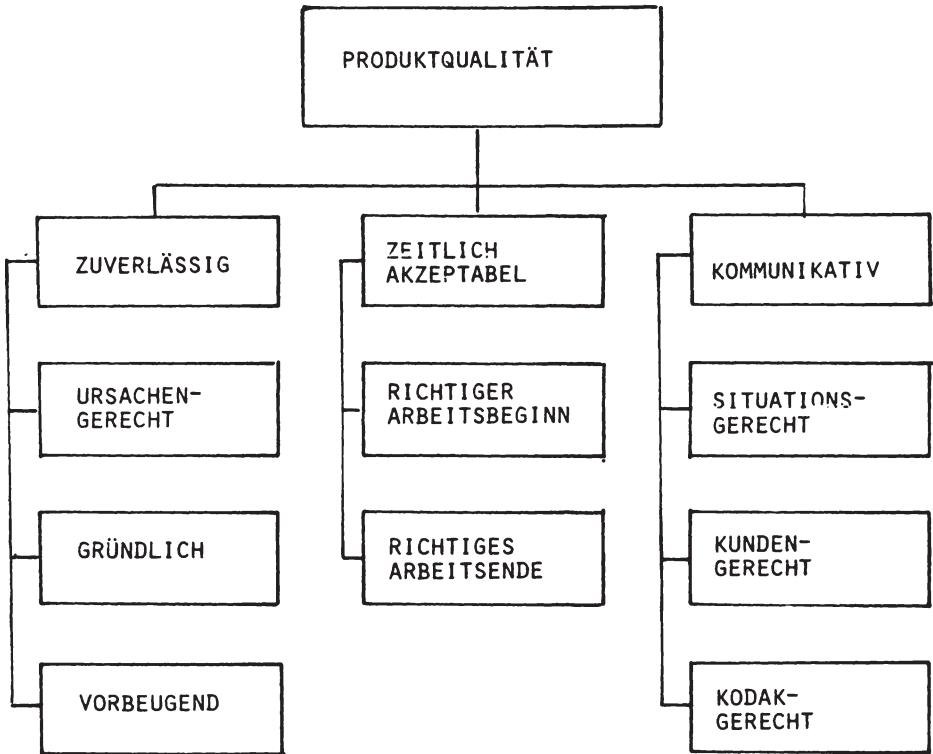 PRODUKTQUALITÄT
ZUVERLÄSSIG
URSACHEN-
GERECHT
GRÜNDLICH
VORBEUGEND
ZEITLICH
AKZEPTABEL
RICHTIGER
ARBEITSBEGINN
RICHTIGES
ARBEITSENDE
KOMMUNIKATIV
SITUATIONS-
GERECHT
KUNDEN-
GERECHT
KODAK-
GERECHT